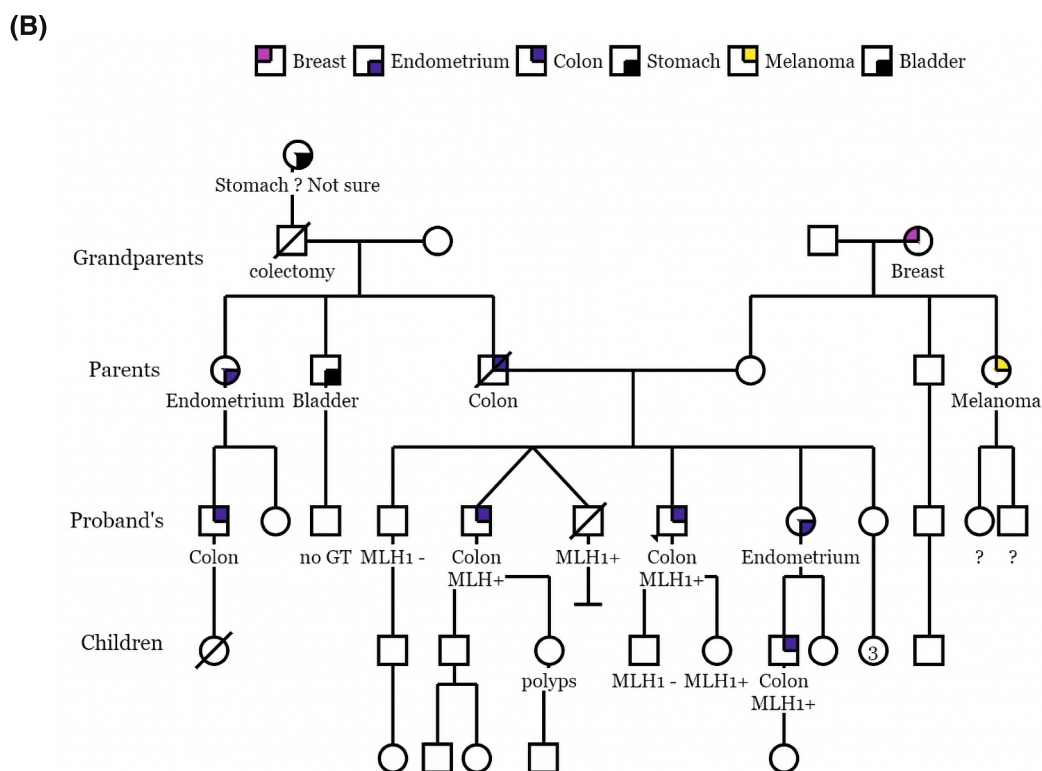 (B)
Breast Endometrium Colon Stomach Melanoma Bladder
Stomach ? Not sure
Grandparents
colectomy
Breast
Parents
Endometrium Bladder Colon Melanoma
Proband's
Colon no GT MLH1 - Colon MLH1+ Colon Endometrium ? ?
MLH+ MLH1+
Children
3
polyps MLH1 - MLH1+ Colon
MLH1+